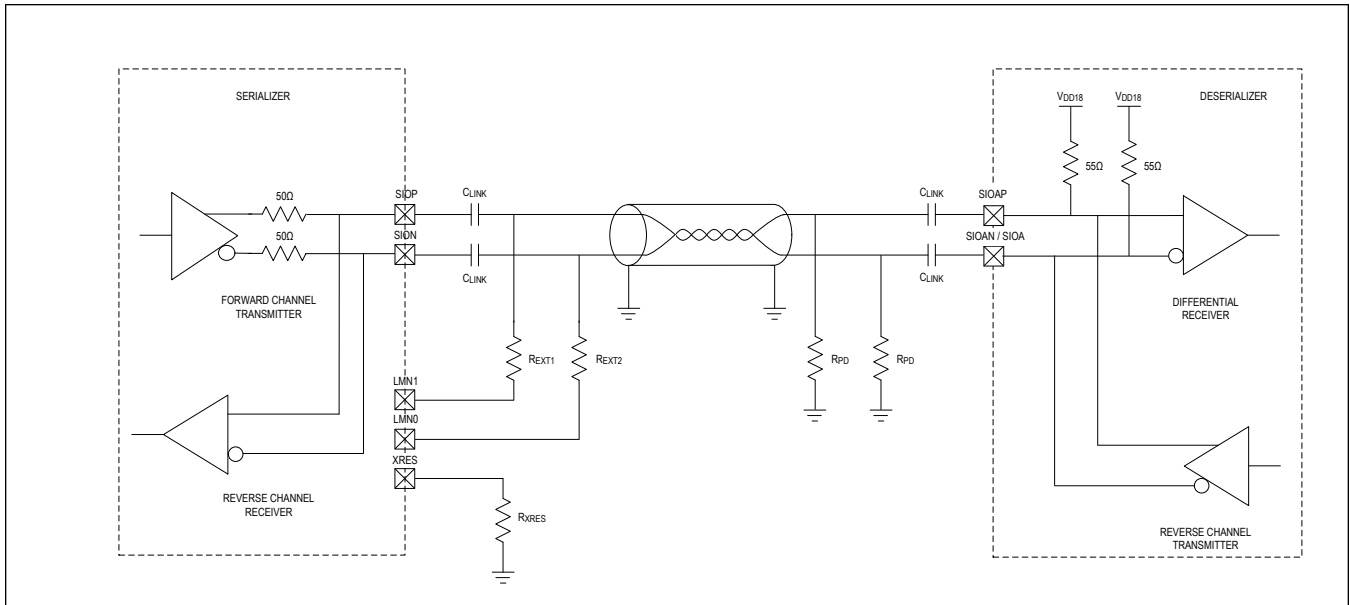 SERIALIZER
DESERIALIZER
VDD18
VDD18
55Ω
55Ω
50Ω
50Ω
SIOP
SION
CLINK
CLINK
CLINK
CLINK
SIOAP
SIOAN / SIOA
FORWARD CHANNEL
TRANSMITTER
DIFFERENTIAL
RECEIVER
REXT1
REXT2
RPD
RPD
LMN1
LMN0
XRES
RXRES
REVERSE CHANNEL
RECEIVER
REVERSE CHANNEL
TRANSMITTER